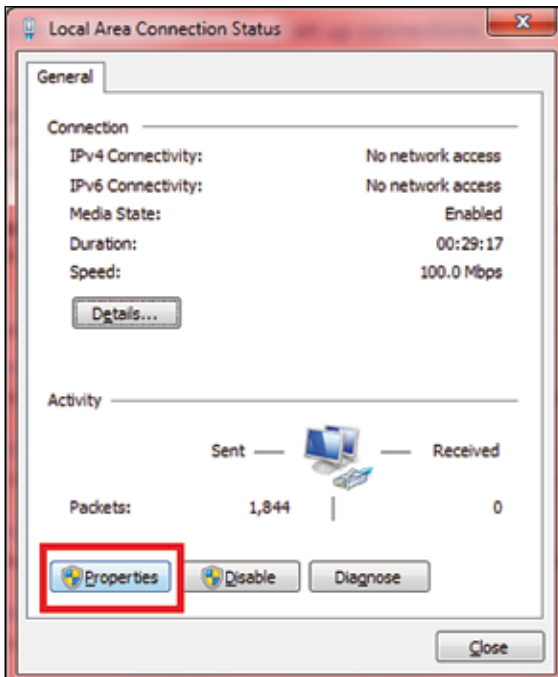 Local Area Connection Status
General
Connection
IPv4 Connectivity: No network access
IPv6 Connectivity: No network access
Media State: Enabled
Duration: 00:29:17
Speed: 100.0 Mbps
Details...
Activity
Sent Received
Packets: 1,844 0
Properties Disable Diagnose
Close